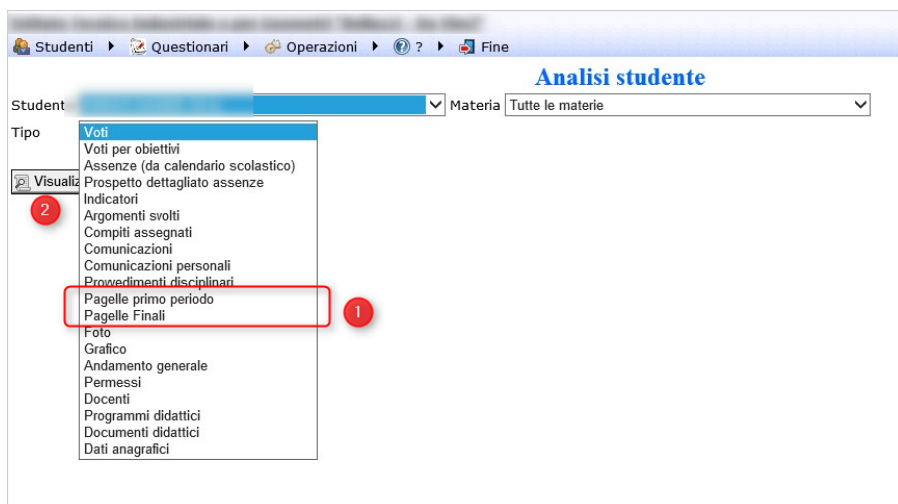 Studenti Questionari Operazioni ? Fine
Analisi studente
Student Materia Tutte le materie
Tipo
Voti
Voti per obiettivi
Assenze (da calendario scolastico)
Visualiz Prospetto dettagliato assenze
Indicatori
2 Argomenti svolti
Compiti assegnati
Comunicazioni
Comunicazioni personali
Provvedimenti disciplinari
Pagelle primo periodo
1
Pagelle Finali
Foto
Grafico
Andamento generale
Permessi
Docenti
Programmi didattici
Documenti didattici
Dati anagrafici